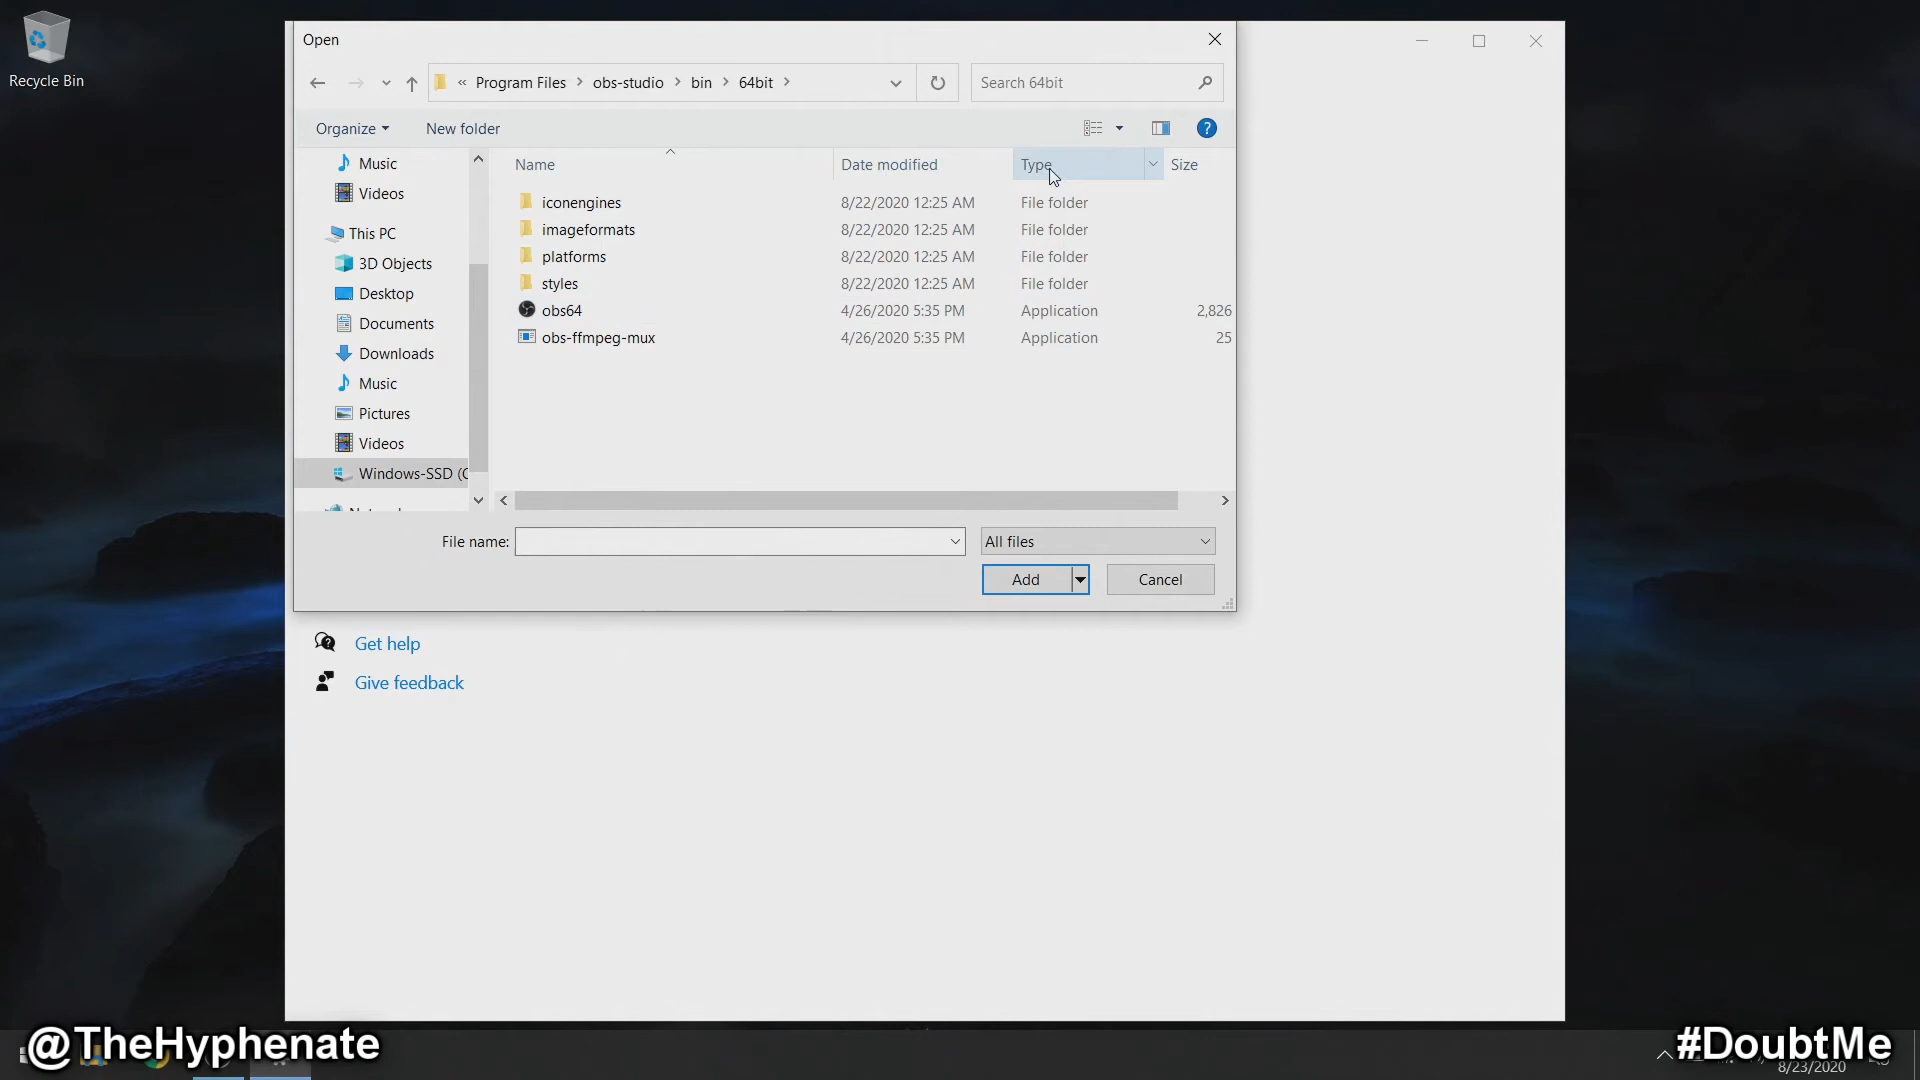 Recycle Bin
Open
« Program Files > obs-studio > bin > 64bit >
Search 64bit
Organize
New folder
?
Name
Date modified
Type
Size
Music
Videos
This PC
3D Objects
Desktop
Documents
Downloads
Music
Pictures
Videos
Windows-SSD (C
iconengines 8/22/2020 12:25 AM File folder
imageformats 8/22/2020 12:25 AM File folder
platforms 8/22/2020 12:25 AM File folder
styles 8/22/2020 12:25 AM File folder
obs64 4/26/2020 5:35 PM Application 2,826
obs-ffmpeg-mux 4/26/2020 5:35 PM Application 25
File name:
All files
Add
Cancel
Get help
Give feedback
@TheHyphenate
#DoubtMe
8/23/2020